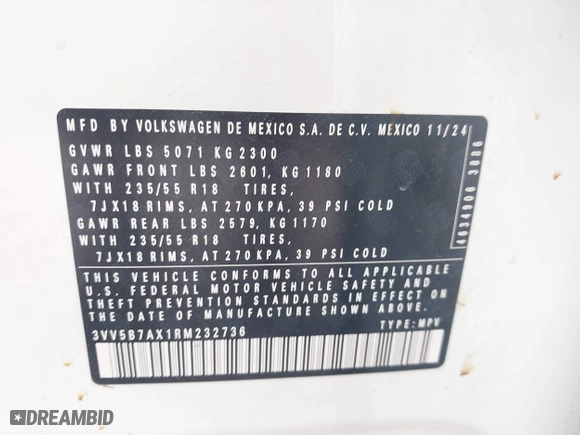 MFD BY VOLKSWAGEN DE MEXICO S.A. DE C.V. MEXICO 11/24
GVWR LBS 5071 KG 2300
GAWR FRONT LBS 2601, KG 1180
WITH 235/55 R18 TIRES,
7JX18 RIMS, AT 270 KPA, 39 PSI COLD
GAWR REAR LBS 2579, KG 1170
WITH 235/55 R18 TIRES,
7JX18 RIMS, AT 270 KPA, 39 PSI COLD
THIS VEHICLE CONFORMS TO ALL APPLICABLE
U.S. FEDERAL MOTOR VEHICLE SAFETY AND
THEFT PREVENTION STANDARDS IN EFFECT ON
THE DATE OF MANUFACTURE SHOWN ABOVE.
3VV5B7AX1RM232736 TYPE: MPV
4634906 3886
DREAMBID